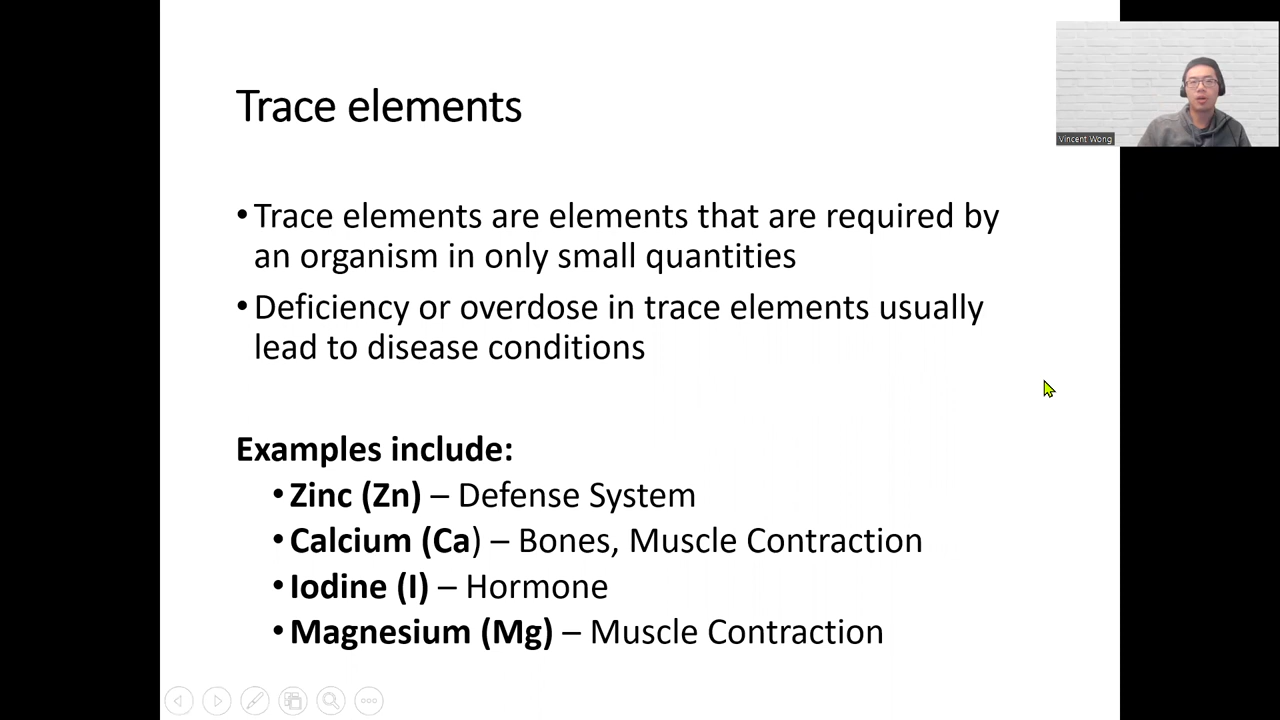 Trace elements
• Trace elements are elements that are required by
an organism in only small quantities
• Deficiency or overdose in trace elements usually
lead to disease conditions
Examples include:
• Zinc (Zn) – Defense System
• Calcium (Ca) – Bones, Muscle Contraction
• Iodine (I) – Hormone
• Magnesium (Mg) – Muscle Contraction
Vincent Wong